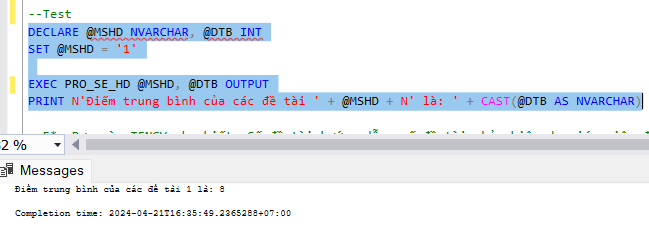 --Test
DECLARE @MSHD NVARCHAR, @DTB INT
SET @MSHD = '1'
EXEC PRO_SE_HD @MSHD, @DTB OUTPUT
PRINT N'Điểm trung bình của các đề tài ' + @MSHD + N' là: ' + CAST(@DTB AS NVARCHAR)
2 %
Messages
Điểm trung bình của các đề tài 1 là: 8
Completion time: 2024-04-21T16:35:49.2365288+07:00